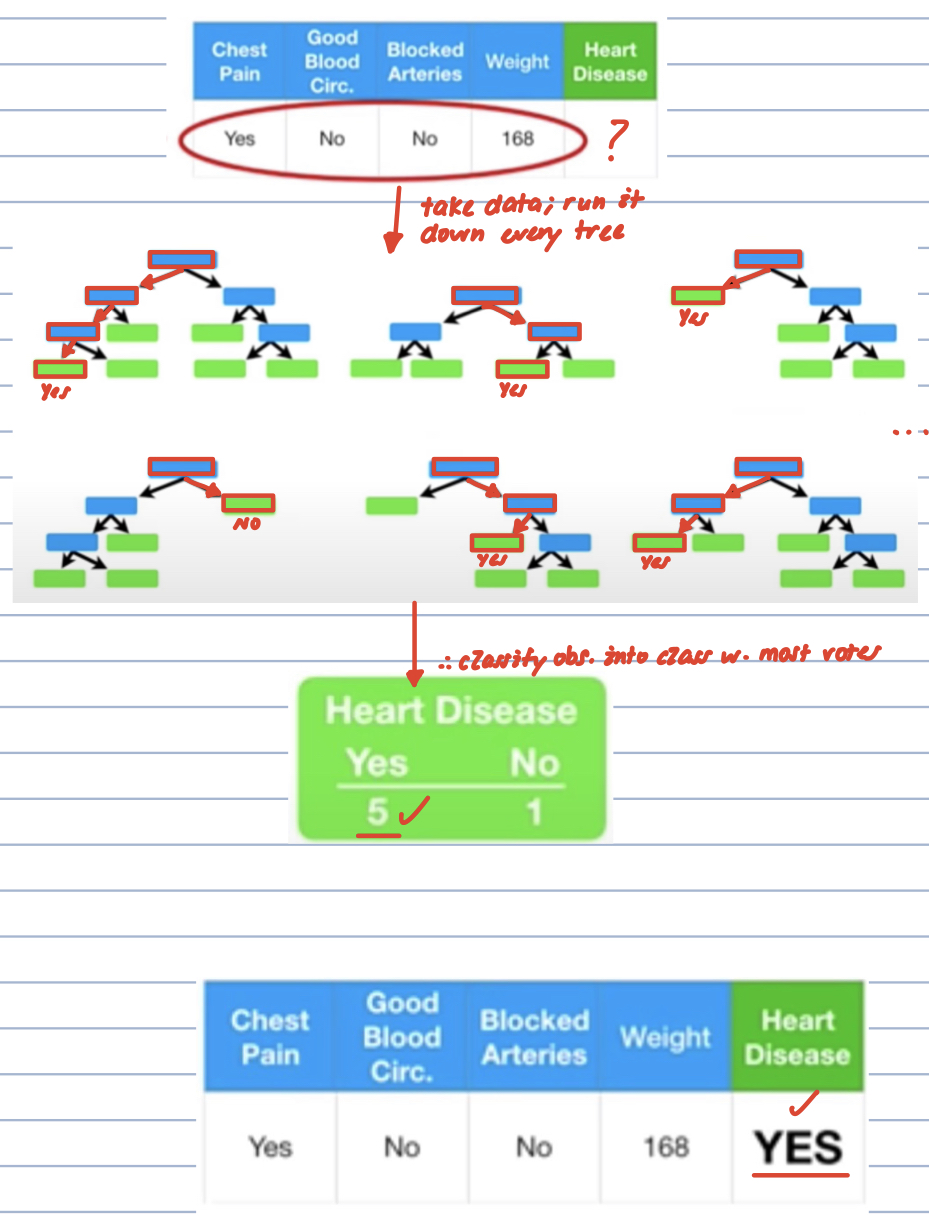 Chest Pain Good Blood Circ. Blocked Arteries Weight Heart Disease
Yes No No 168 ?
take data; run it
down every tree
Yes
Yes
Yes
...
No
Yes
Yes
∴ classify obs. into class w. most votes
Heart Disease
Yes No
5 ✓ 1
Chest Pain Good Blood Circ. Blocked Arteries Weight Heart Disease
Yes No No 168 YES ✓